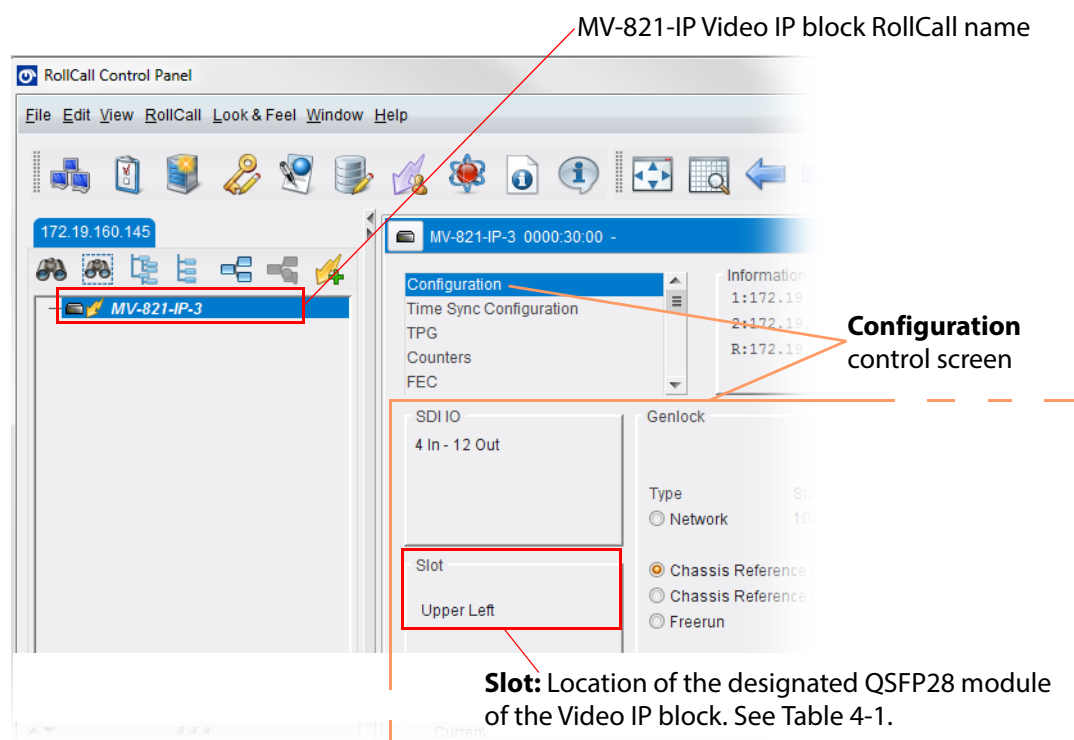 MV-821-IP Video IP block RollCall name
RollCall Control Panel
File Edit View RollCall Look & Feel Window Help
172.19.160.145
MV-821-IP-3 0000:30:00 -
MV-821-IP-3
Configuration
Time Sync Configuration
TPG
Counters
FEC
Information
1:172.19.
2:172.19
R:172.19
Configuration
control screen
SDI IO
4 In - 12 Out
Genlock
Type
Network
Slot
Upper Left
Chassis Reference
Chassis Reference
Freerun
Slot: Location of the designated QSFP28 module
of the Video IP block. See Table 4-1.